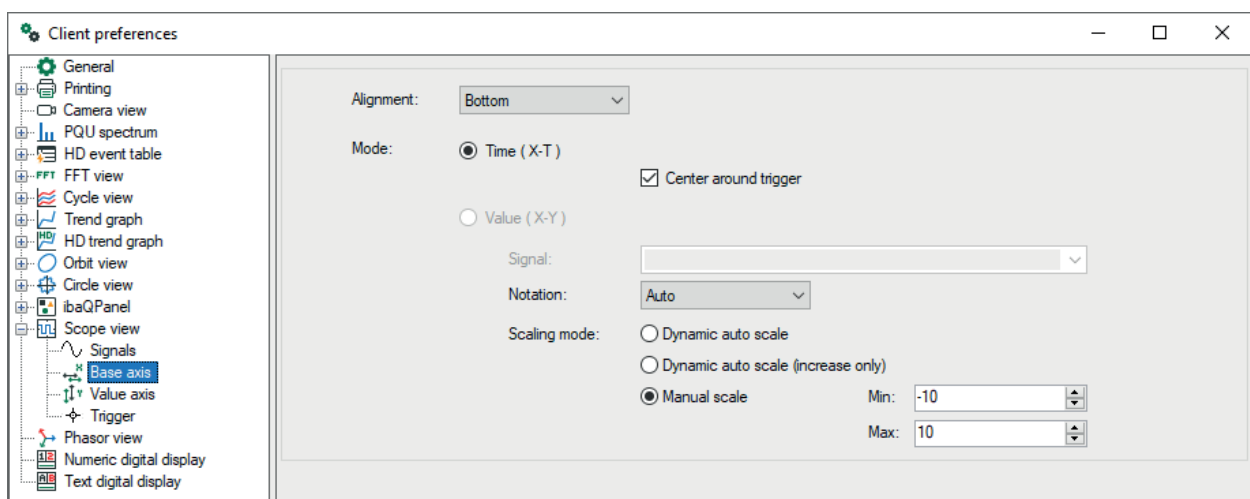 Client preferences
General
Printing
Camera view
PQU spectrum
HD event table
FFT FFT view
Cycle view
Trend graph
HD HD trend graph
Orbit view
Circle view
ibaQPanel
Scope view
Signals
X Base axis
Y Value axis
Trigger
Phasor view
12 Numeric digital display
AB Text digital display
Alignment: Bottom
Mode: Time ( X-T )
Center around trigger
Value ( X-Y )
Signal:
Notation: Auto
Scaling mode: Dynamic auto scale
Dynamic auto scale (increase only)
Manual scale Min: -10
Max: 10